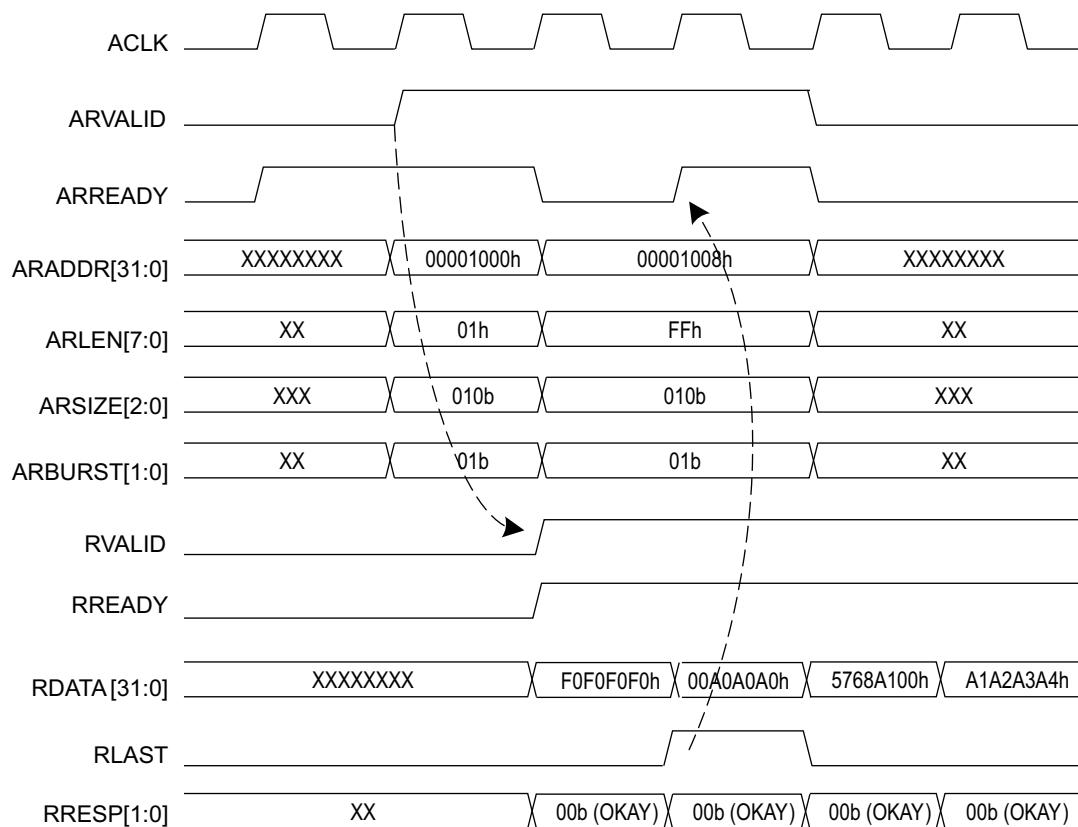 ACLK
ARVALID
ARREADY
ARADDR[31:0] XXXXXXXX 00001000h 00001008h XXXXXXXX
ARLEN[7:0] XX 01h FFh XX
ARSIZE[2:0] XXX 010b 010b XXX
ARBURST[1:0] XX 01b 01b XX
RVALID
RREADY
RDATA [31:0] XXXXXXXX F0F0F0F0h 00A0A0A0h 5768A100h A1A2A3A4h
RLAST
RRESP[1:0] XX 00b (OKAY) 00b (OKAY) 00b (OKAY) 00b (OKAY)